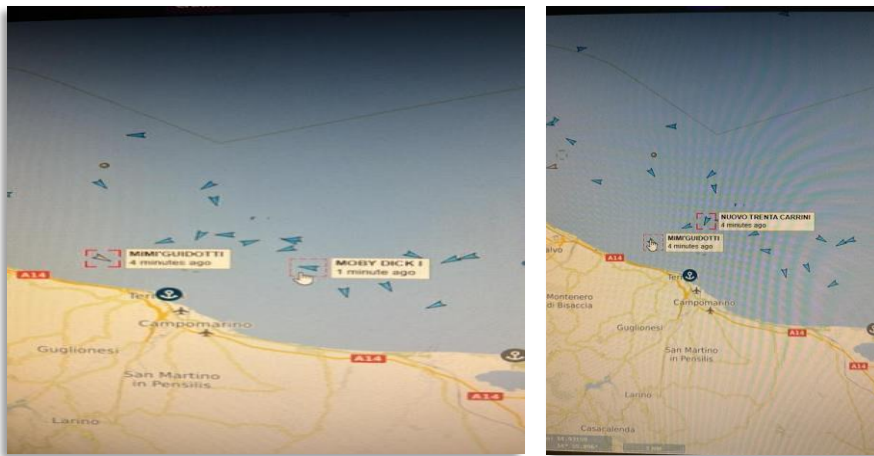 MIMI'GUIDOTTI
4 minutes ago
MOBY DICK I
1 minute ago
A14
Campomarino
Guglionesi
A14
San Martino
in Pensilis
A14
Larino
NUOVO TRENTA CARRINI
4 minutes ago
MIMI'GUIDOTTI
4 minutes ago
A14
Montenero
di Bisaccia
Campomarino
Guglionesi
A14
San Martino
in Pensilis
A14
Larino
Casacalenda